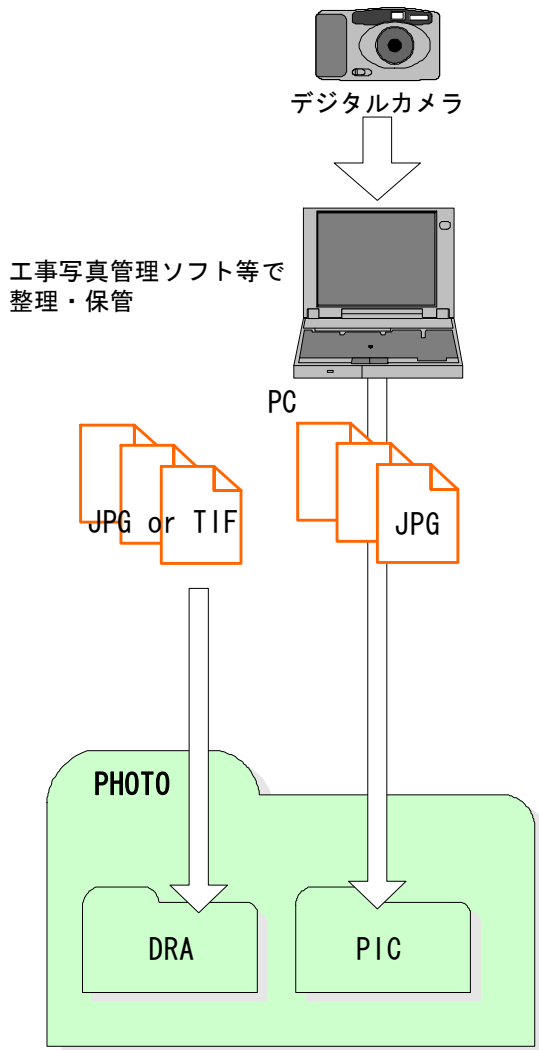 デジタルカメラ
工事写真管理ソフト等で
整理・保管
PC
JPG or TIF
JPG
PHOTO
DRA
PIC